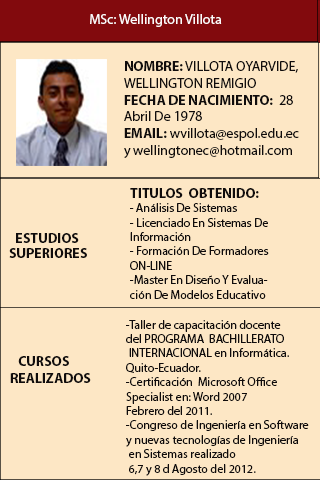 MSc: Wellington Villota
NOMBRE: VILLOTA OYARVIDE,
WELLINGTON REMIGIO
FECHA DE NACIMIENTO: 28
Abril De 1978
EMAIL: wvillota@espol.edu.ec
y wellingtonec@hotmail.com
ESTUDIOS
SUPERIORES
TITULOS OBTENIDO:
- Análisis De Sistemas
- Licenciado En Sistemas De
Información
- Formación De Formadores
ON-LINE
-Master En Diseño Y Evalua-
ción De Modelos Educativo
CURSOS
REALIZADOS
-Taller de capacitación docente
del PROGRAMA BACHILLERATO
INTERNACIONAL en Informática.
Quito-Ecuador.
-Certificación Microsoft Office
Specialist en: Word 2007
Febrero del 2011.
-Congreso de Ingeniería en Software
y nuevas tecnologías de Ingeniería
en Sistemas realizado
6,7 y 8 d Agosto del 2012.